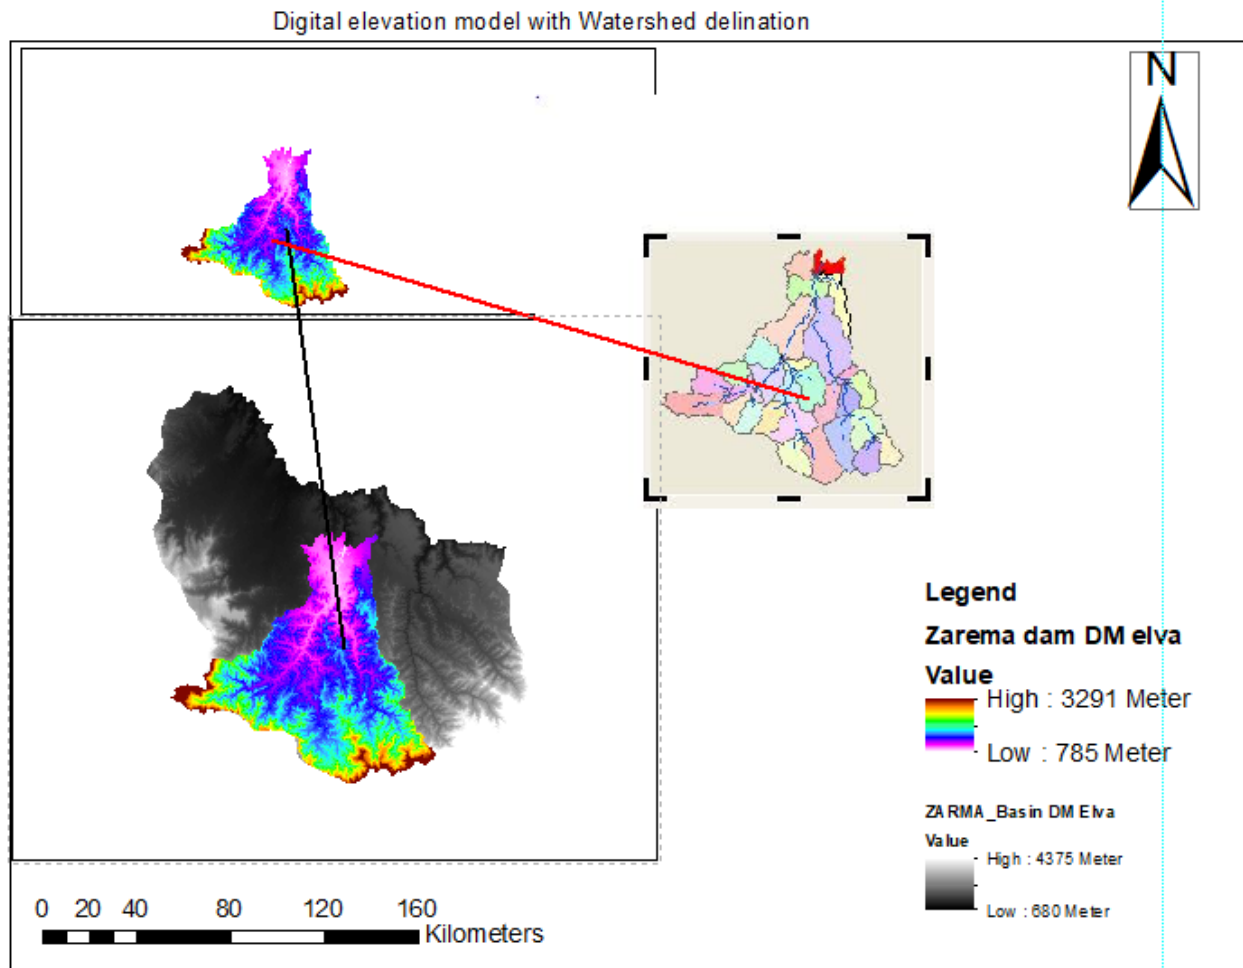 Digital elevation model with Watershed delination
N
Legend
Zarema dam DM elva
Value
High : 3291 Meter
Low : 785 Meter
ZARMA_Basin DM Elva
Value
High : 4375 Meter
Low : 680 Meter
0 20 40 80 120 160
Kilometers